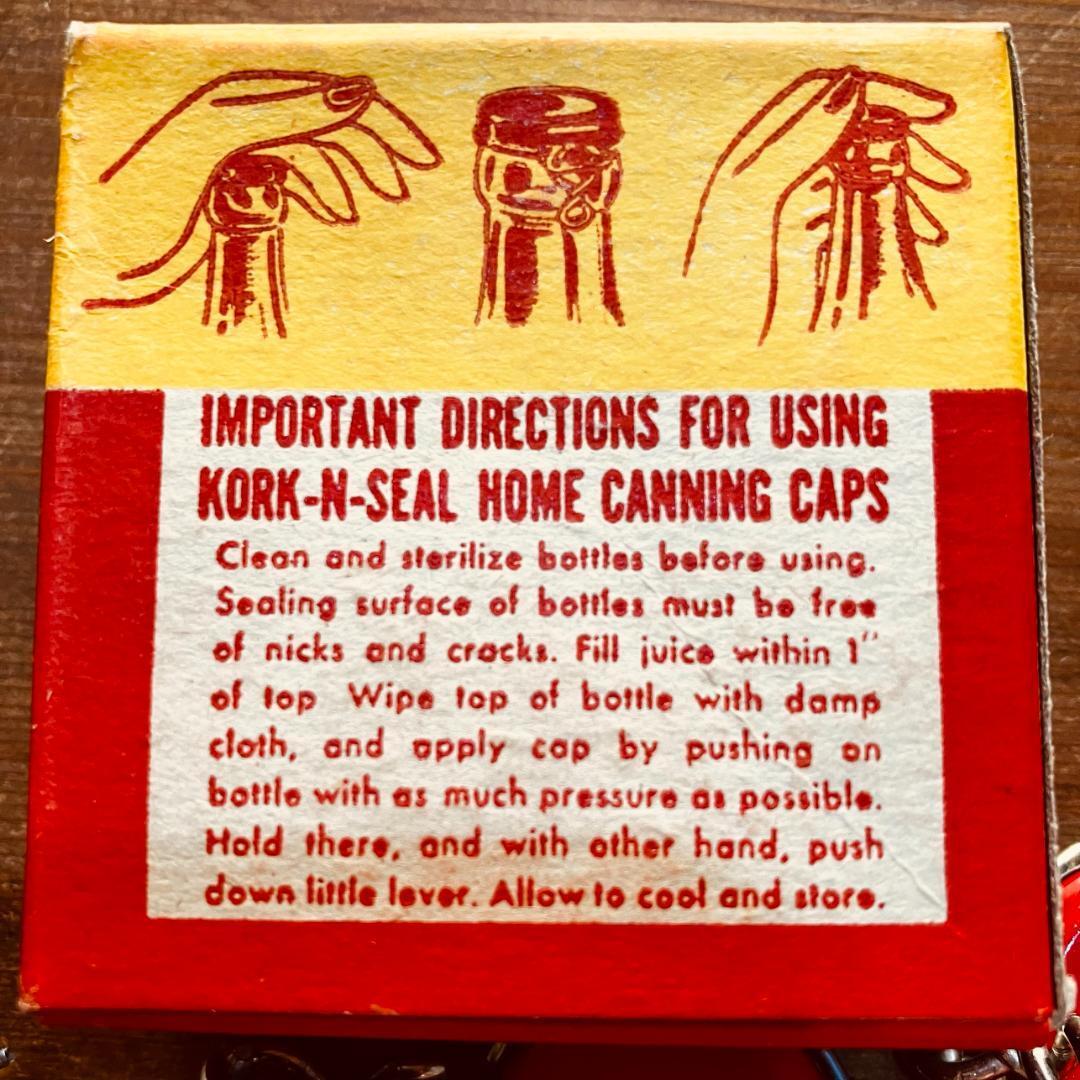 IMPORTANT DIRECTIONS FOR USING
KORK-N-SEAL HOME CANNING CAPS
Clean and sterilize bottles before using.
Sealing surface of bottles must be free
of nicks and cracks. Fill juice within 1"
of top Wipe top of bottle with damp
cloth, and apply cap by pushing on
bottle with as much pressure as possible.
Hold there, and with other hand, push
down little lever. Allow to cool and store.